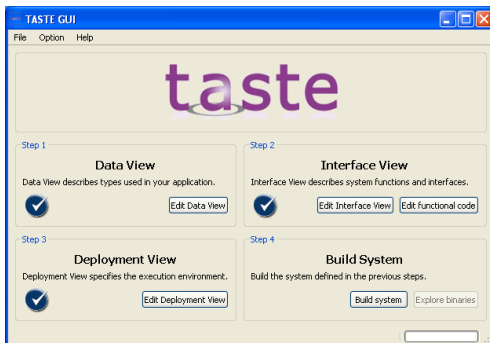 TASTE GUI
File Option Help
taste
Step 1
Data View
Data View describes types used in your application.
Edit Data View
Step 2
Interface View
Interface View describes system functions and interfaces.
Edit Interface View Edit functional code
Step 3
Deployment View
Deployment View specifies the execution environment.
Edit Deployment View
Step 4
Build System
Build the system defined in the previous steps.
Build system Explore binaries